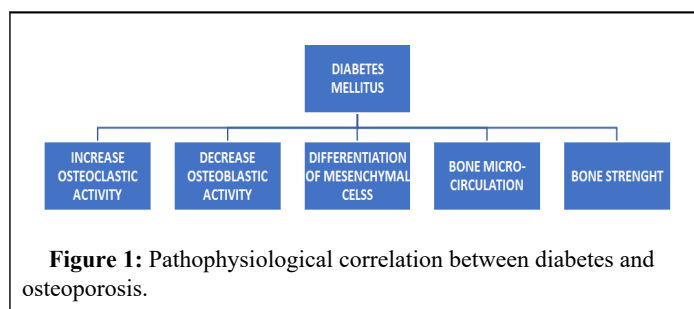 DIABETES
MELLITUS
INCREASE
OSTEOCLASTIC
ACTIVITY
DECREASE
OSTEOBLASTIC
ACTIVITY
DIFFERENTIATION
OF MESENCHYMAL
CELSS
BONE MICRO-
CIRCULATION
BONE STRENGHT
Figure 1: Pathophysiological correlation between diabetes and
osteoporosis.